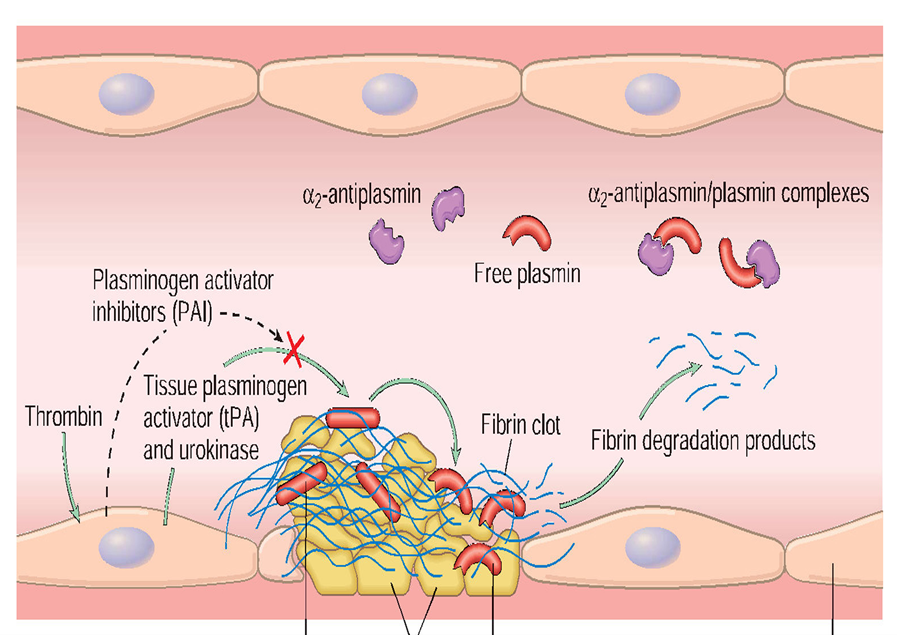 α2-antiplasmin
α2-antiplasmin/plasmin complexes
Free plasmin
Plasminogen activator
inhibitors (PAI)
Tissue plasminogen
activator (tPA)
and urokinase
Thrombin
Fibrin clot
Fibrin degradation products